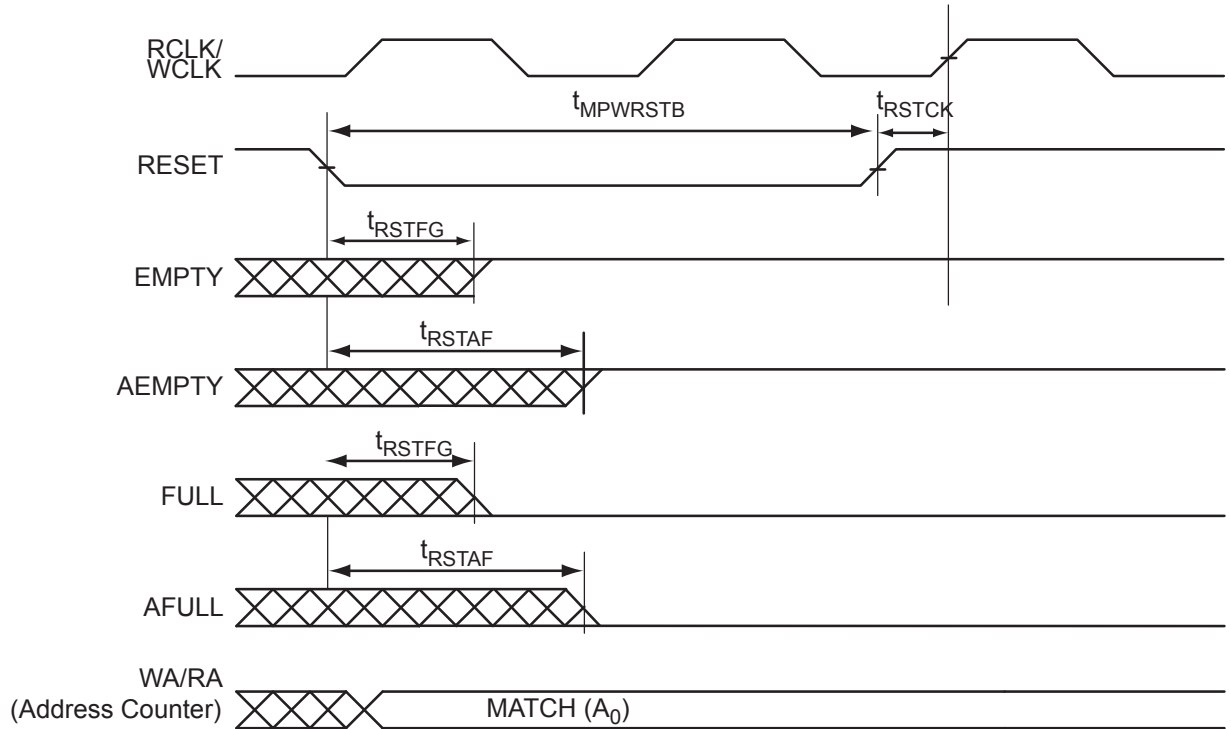 RCLK/
WCLK
tMPWRSTB
tRSTCK
RESET
tRSTFG
EMPTY
tRSTAF
AEMPTY
tRSTFG
FULL
tRSTAF
AFULL
WA/RA
(Address Counter)
MATCH (A0)